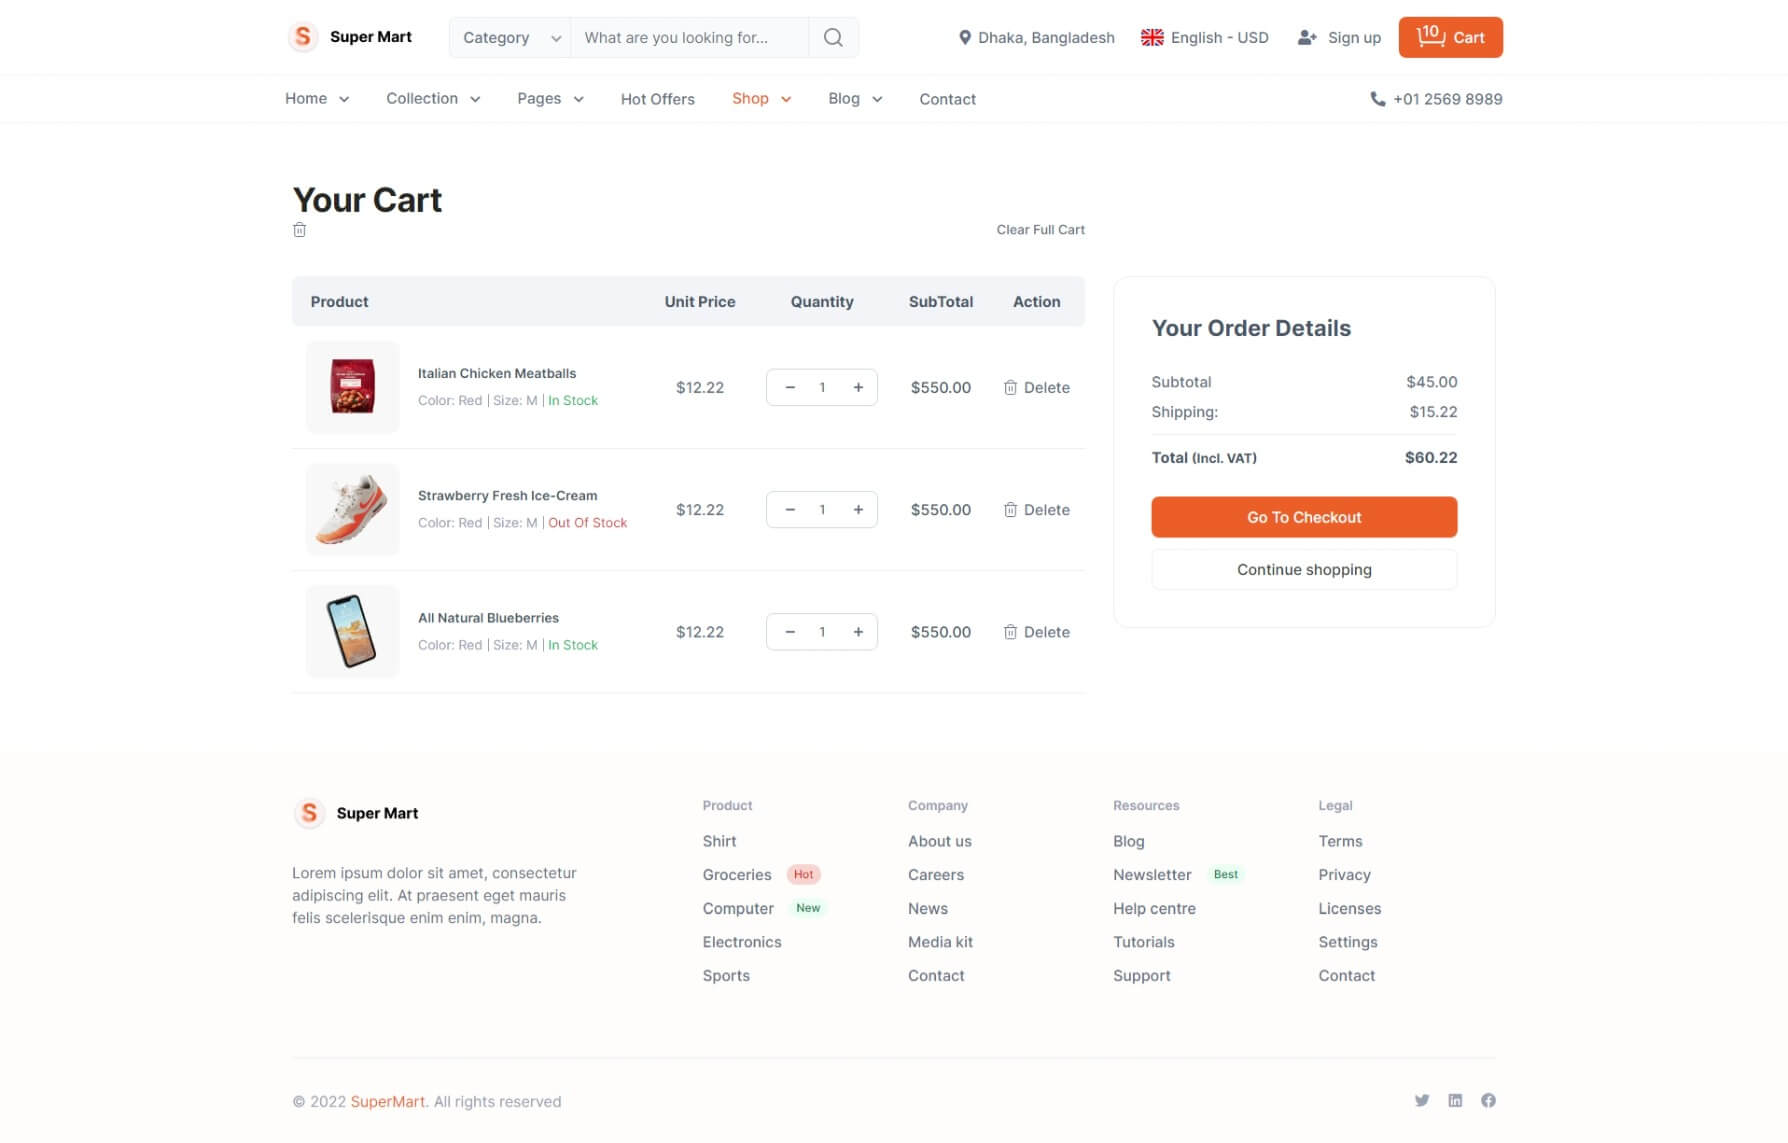 S Super Mart Category What are you looking for... Dhaka, Bangladesh English - USD Sign up 10 Cart
Home Collection Pages Hot Offers Shop Blog Contact +01 2569 8989
Your Cart
Clear Full Cart
Product Unit Price Quantity SubTotal Action
Italian Chicken Meatballs
Color: Red | Size: M | In Stock
$12.22 − 1 + $550.00 Delete
Strawberry Fresh Ice-Cream
Color: Red | Size: M | Out Of Stock
$12.22 − 1 + $550.00 Delete
All Natural Blueberries
Color: Red | Size: M | In Stock
$12.22 − 1 + $550.00 Delete
Your Order Details
Subtotal $45.00
Shipping: $15.22
Total (Incl. VAT) $60.22
Go To Checkout
Continue shopping
S Super Mart
Lorem ipsum dolor sit amet, consectetur
adipiscing elit. At praesent eget mauris
felis scelerisque enim enim, magna.
Product
Shirt
Groceries Hot
Computer New
Electronics
Sports
Company
About us
Careers
News
Media kit
Contact
Resources
Blog
Newsletter Best
Help centre
Tutorials
Support
Legal
Terms
Privacy
Licenses
Settings
Contact
© 2022 SuperMart. All rights reserved